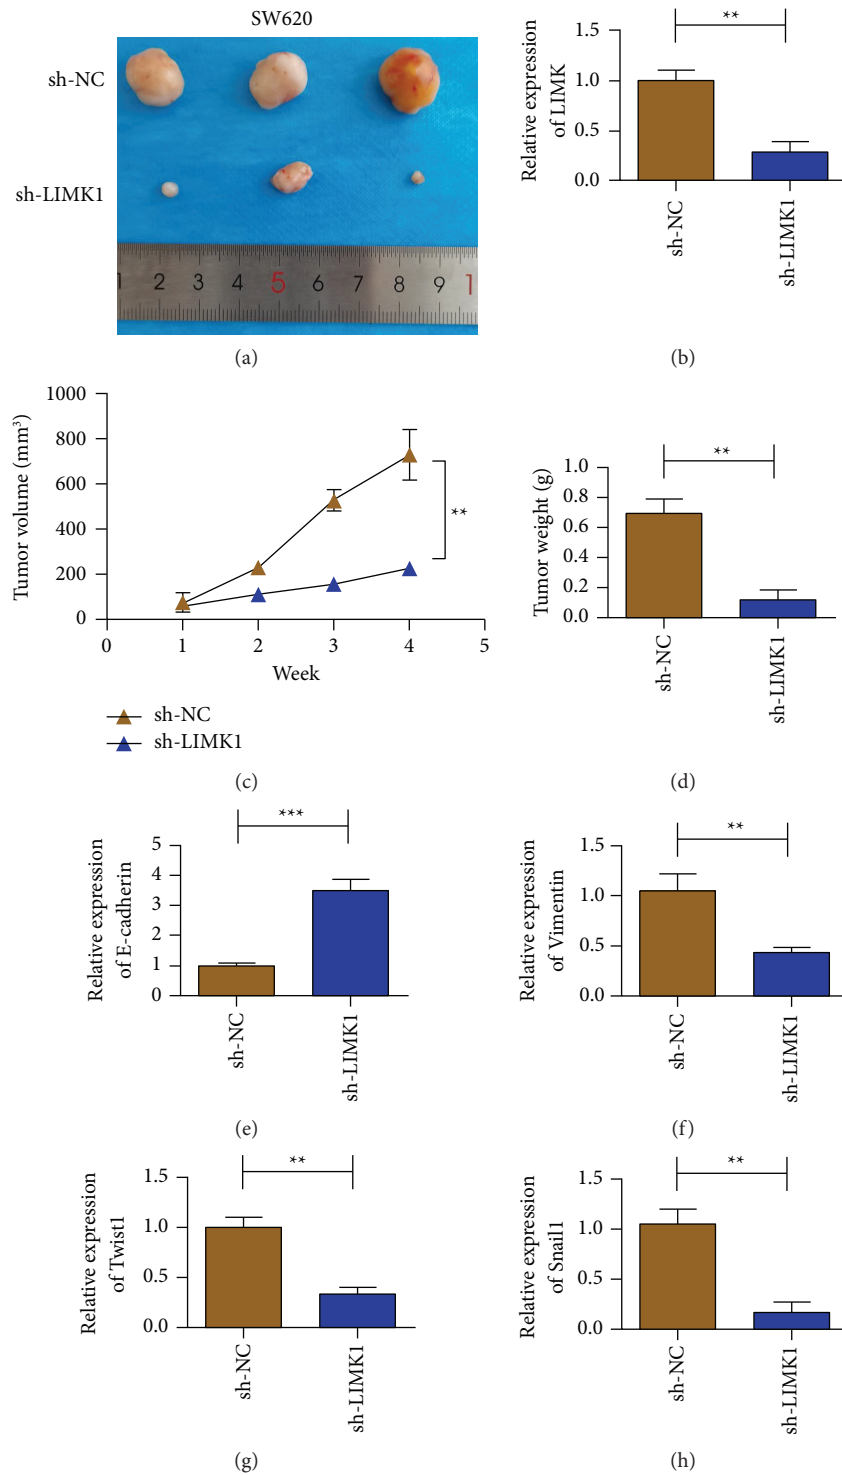 SW620
sh-NC
sh-LIMK1
1 2 3 4 5 6 7 8 9 1
(a)
**
Relative expression
of LIMK
1.5
1.0
0.5
0.0
sh-NC
sh-LIMK1
(b)
Tumor volume (mm³)
1000
800
600
400
200
0
**
0 1 2 3 4 5
Week
sh-NC
sh-LIMK1
(c)
**
Tumor weight (g)
1.0
0.8
0.6
0.4
0.2
0.0
sh-NC
sh-LIMK1
(d)
***
Relative expression
of E-cadherin
5
4
3
2
1
0
sh-NC
sh-LIMK1
(e)
**
Relative expression
of Vimentin
1.5
1.0
0.5
0.0
sh-NC
sh-LIMK1
(f)
**
Relative expression
of Twist1
1.5
1.0
0.5
0.0
sh-NC
sh-LIMK1
(g)
**
Relative expression
of Snail1
1.5
1.0
0.5
0.0
sh-NC
sh-LIMK1
(h)